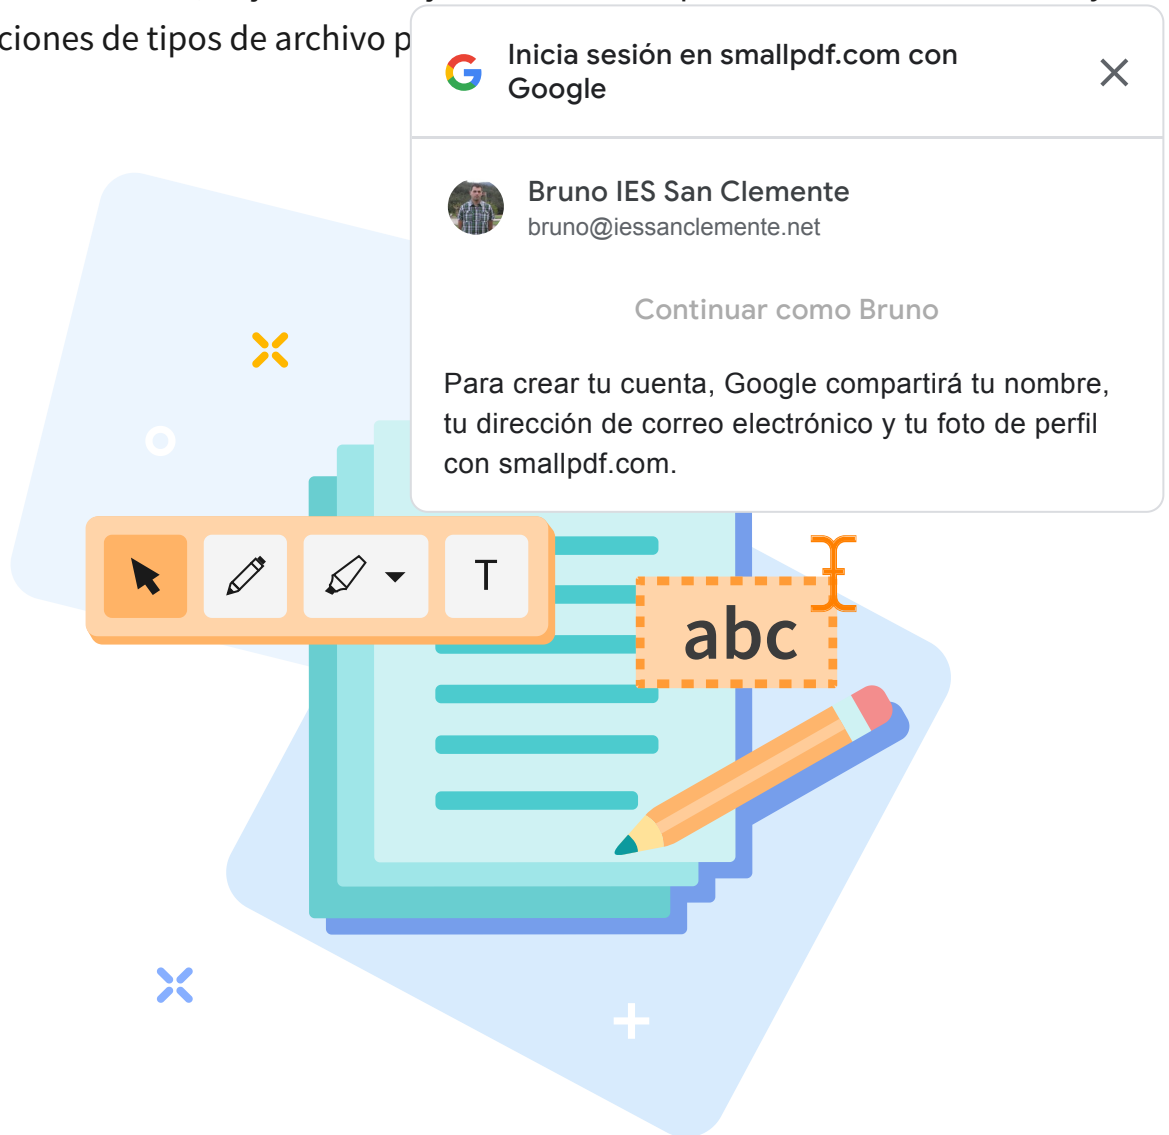 ciones de tipos de archivo p
Inicia sesión en smallpdf.com con
Google
Bruno IES San Clemente
bruno@iessanclemente.net
Continuar como Bruno
Para crear tu cuenta, Google compartirá tu nombre,
tu dirección de correo electrónico y tu foto de perfil
con smallpdf.com.
T
abc